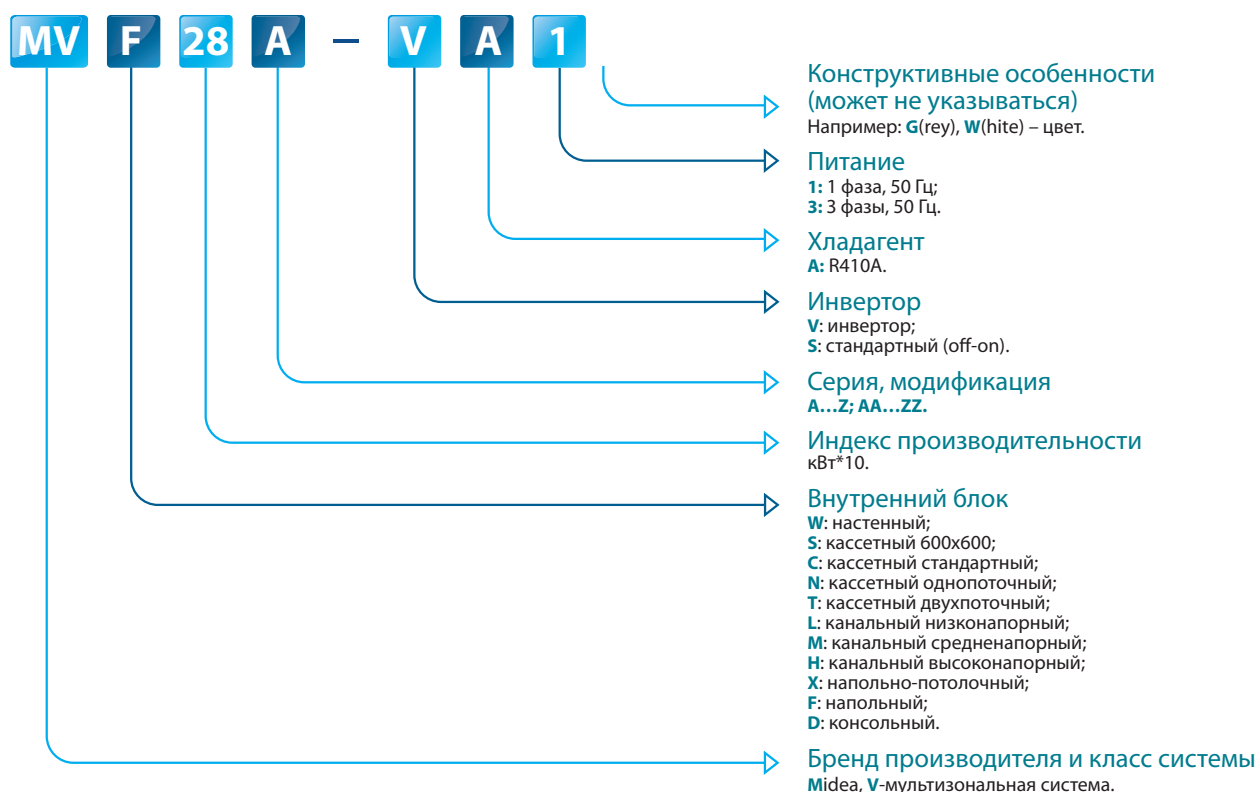 MV F 28 A – V A 1
Конструктивные особенности
(может не указываться)
Например: G(rey), W(hite) – цвет.
Питание
1: 1 фаза, 50 Гц;
3: 3 фазы, 50 Гц.
Хладагент
A: R410A.
Инвертор
V: инвертор;
S: стандартный (off-on).
Серия, модификация
A...Z; AA...ZZ.
Индекс производительности
кВт*10.
Внутренний блок
W: настенный;
S: кассетный 600x600;
C: кассетный стандартный;
N: кассетный однопоточный;
T: кассетный двухпоточный;
L: канальный низконапорный;
M: канальный средненапорный;
H: канальный высоконапорный;
X: напольно-потолочный;
F: напольный;
D: консольный.
Бренд производителя и класс системы
Midea, V-мультизональная система.